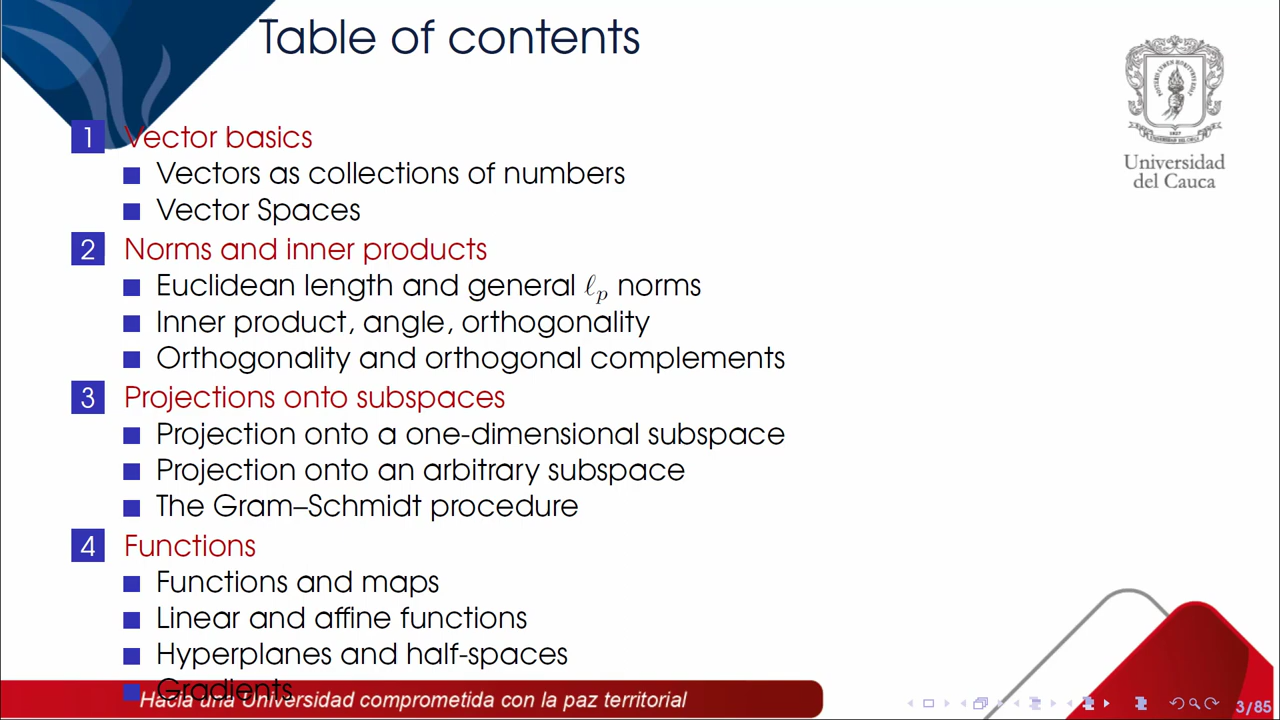 Table of contents
Universidad
del Cauca
1 Vector basics
Vectors as collections of numbers
Vector Spaces
2 Norms and inner products
Euclidean length and general ℓp norms
Inner product, angle, orthogonality
Orthogonality and orthogonal complements
3 Projections onto subspaces
Projection onto a one-dimensional subspace
Projection onto an arbitrary subspace
The Gram–Schmidt procedure
4 Functions
Functions and maps
Linear and affine functions
Hyperplanes and half-spaces
Gradients
Hacia una Universidad comprometida con la paz territorial
3/85